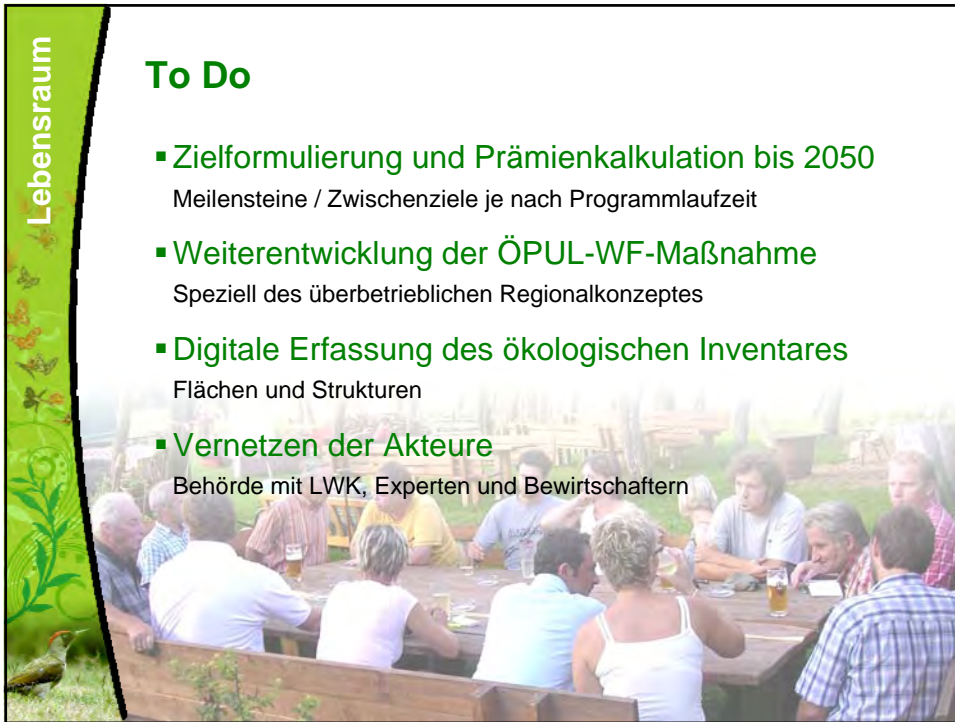 Lebensraum
To Do
▪ Zielformulierung und Prämienkalkulation bis 2050
Meilensteine / Zwischenziele je nach Programmlaufzeit
▪ Weiterentwicklung der ÖPUL-WF-Maßnahme
Speziell des überbetrieblichen Regionalkonzeptes
▪ Digitale Erfassung des ökologischen Inventares
Flächen und Strukturen
▪ Vernetzen der Akteure
Behörde mit LWK, Experten und Bewirtschaftern